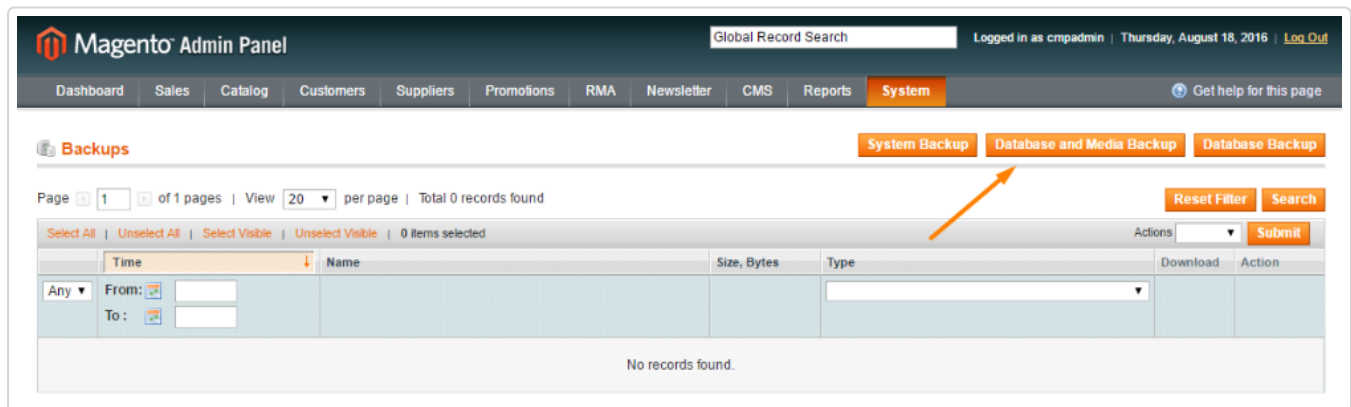 Magento Admin Panel
Global Record Search
Logged in as cmpadmin | Thursday, August 18, 2016 | Log Out
Dashboard Sales Catalog Customers Suppliers Promotions RMA Newsletter CMS Reports System Get help for this page
Backups
System Backup Database and Media Backup Database Backup
Page 1 of 1 pages | View 20 per page | Total 0 records found
Reset Filter Search
Select All | Unselect All | Select Visible | Unselect Visible | 0 items selected
Actions Submit
Time Name Size, Bytes Type Download Action
Any From:
To :
No records found.